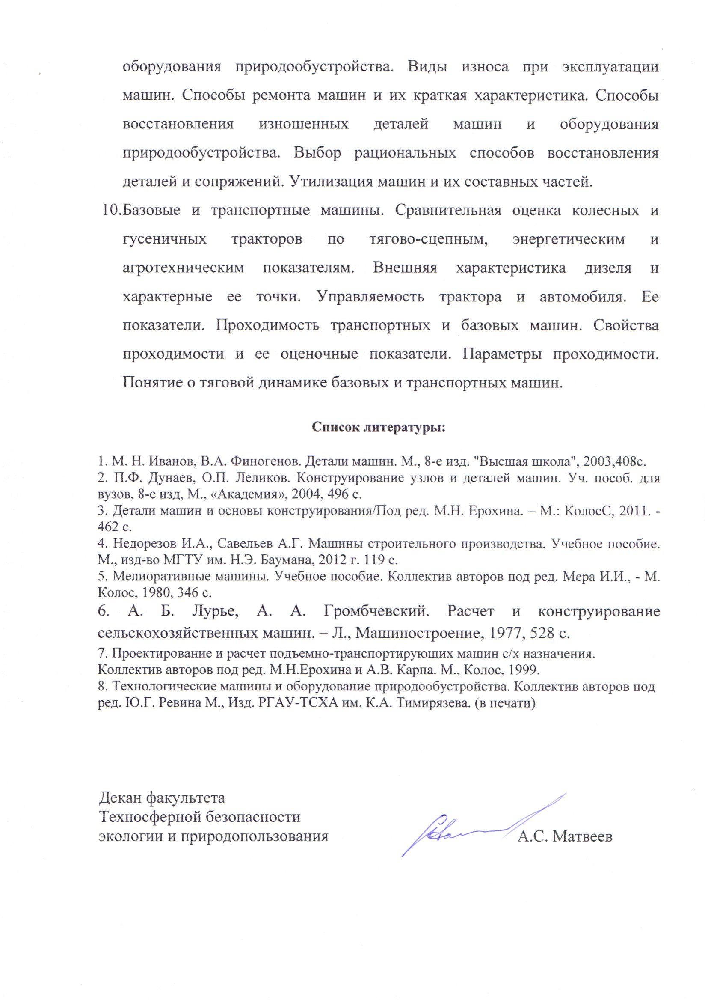 оборудования природообустройства. Виды износа при эксплуатации
машин. Способы ремонта машин и их краткая характеристика. Способы
восстановления изношенных деталей машин и оборудования
природообустройства. Выбор рациональных способов восстановления
деталей и сопряжений. Утилизация машин и их составных частей.
10.Базовые и транспортные машины. Сравнительная оценка колесных и
гусеничных тракторов по тягово-сцепным, энергетическим и
агротехническим показателям. Внешняя характеристика дизеля и
характерные ее точки. Управляемость трактора и автомобиля. Ее
показатели. Проходимость транспортных и базовых машин. Свойства
проходимости и ее оценочные показатели. Параметры проходимости.
Понятие о тяговой динамике базовых и транспортных машин.
Список литературы:
1. М. Н. Иванов, В.А. Финогенов. Детали машин. М., 8-е изд. "Высшая школа", 2003,408с.
2. П.Ф. Дунаев, О.П. Леликов. Конструирование узлов и деталей машин. Уч. пособ. для
вузов, 8-е изд, М., «Академия», 2004, 496 с.
3. Детали машин и основы конструирования/Под ред. М.Н. Ерохина. – М.: КолосС, 2011. -
462 с.
4. Недорезов И.А., Савельев А.Г. Машины строительного производства. Учебное пособие.
М., изд-во МГТУ им. Н.Э. Баумана, 2012 г. 119 с.
5. Мелиоративные машины. Учебное пособие. Коллектив авторов под ред. Мера И.И., - М.
Колос, 1980, 346 с.
6. А. Б. Лурье, А. А. Громбчевский. Расчет и конструирование
сельскохозяйственных машин. – Л., Машиностроение, 1977, 528 с.
7. Проектирование и расчет подъемно-транспортирующих машин с/х назначения.
Коллектив авторов под ред. М.Н.Ерохина и А.В. Карпа. М., Колос, 1999.
8. Технологические машины и оборудование природообустройства. Коллектив авторов под
ред. Ю.Г. Ревина М., Изд. РГАУ-ТСХА им. К.А. Тимирязева. (в печати)
Декан факультета
Техносферной безопасности
экологии и природопользования А.С. Матвеев